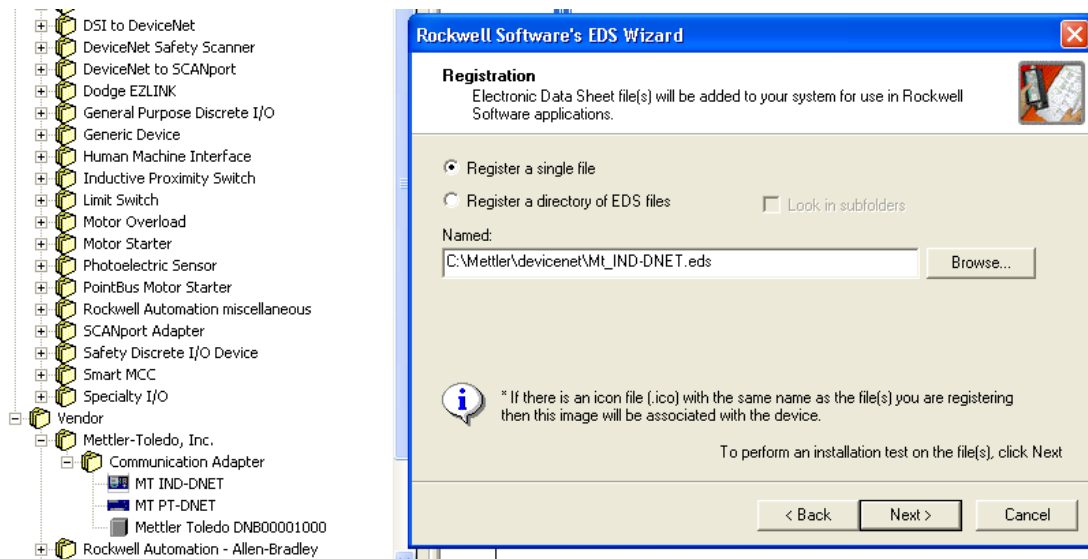 DSI to DeviceNet
DeviceNet Safety Scanner
DeviceNet to SCANport
Dodge EZLINK
General Purpose Discrete I/O
Generic Device
Human Machine Interface
Inductive Proximity Switch
Limit Switch
Motor Overload
Motor Starter
Photoelectric Sensor
PointBus Motor Starter
Rockwell Automation miscellaneous
SCANport Adapter
Safety Discrete I/O Device
Smart MCC
Specialty I/O
Vendor
Mettler-Toledo, Inc.
Communication Adapter
MT IND-DNET
MT PT-DNET
Mettler Toledo DNB00001000
Rockwell Automation - Allen-Bradley
Rockwell Software's EDS Wizard
Registration
Electronic Data Sheet file(s) will be added to your system for use in Rockwell
Software applications.
Register a single file
Register a directory of EDS files
Look in subfolders
Named:
C:\Mettler\devicenet\Mt_IND-DNET.eds
Browse...
* If there is an icon file (.ico) with the same name as the file(s) you are registering
then this image will be associated with the device.
To perform an installation test on the file(s), click Next
< Back
Next >
Cancel